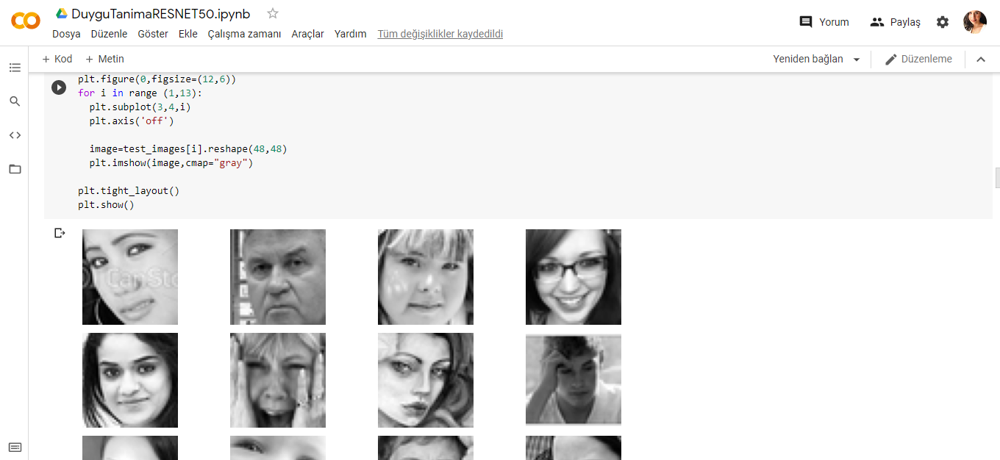 DuyguTanimaRESNET50.ipynb
Dosya Düzenle Göster Ekle Çalışma zamanı Araçlar Yardım Tüm değişiklikler kaydedildi
Yorum Paylaş
+ Kod + Metin Yeniden bağlan Düzenleme
plt.figure(0,figsize=(12,6))
for i in range (1,13):
  plt.subplot(3,4,i)
  plt.axis('off')
  image=test_images[i].reshape(48,48)
  plt.imshow(image,cmap="gray")
plt.tight_layout()
plt.show()